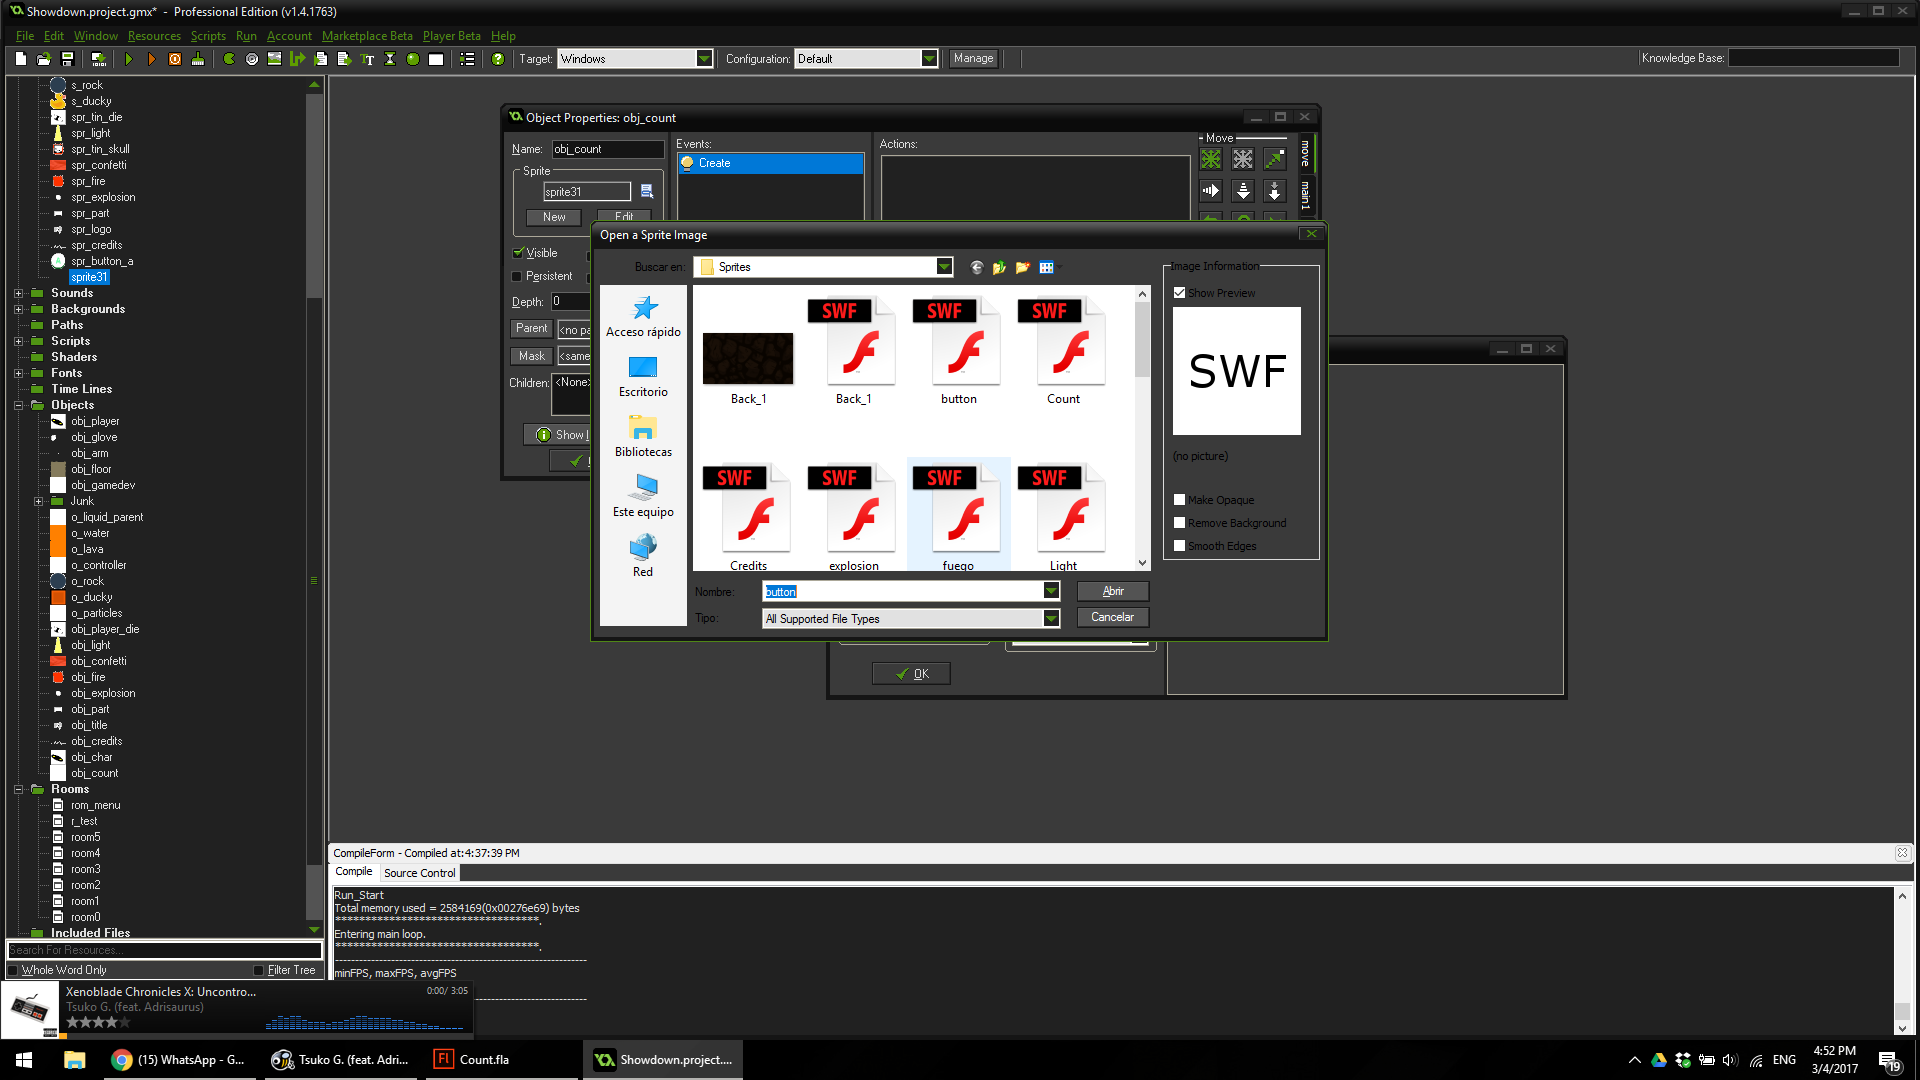 Showdown.project.gmx* - Professional Edition (v1.4.1763)
File Edit Window Resources Scripts Run Account Marketplace Beta Player Beta Help
Target: Windows Configuration: Default Manage Knowledge Base:
s_rock
s_ducky
spr_tin_die
spr_light
spr_tin_skull
spr_confetti
spr_fire
spr_explosion
spr_part
spr_logo
spr_credits
spr_button_a
sprite31
Sounds
Backgrounds
Paths
Scripts
Shaders
Fonts
Time Lines
Objects
obj_player
obj_glove
obj_arm
obj_floor
obj_gamedev
Junk
o_liquid_parent
o_water
o_lava
o_controller
o_rock
o_ducky
o_particles
obj_player_die
obj_light
obj_confetti
obj_fire
obj_explosion
obj_part
obj_title
obj_credits
obj_char
obj_count
Rooms
rom_menu
r_test
room5
room4
room3
room2
room1
room0
Included Files
Search For Resources...
Whole Word Only Filter Tree
Object Properties: obj_count
Name: obj_count
Sprite
sprite31
New Edit
Visible
Persistent
Depth: 0
Parent <no pa
Mask <same
Children: <None>
Show
Events:
Create
Actions:
Move
move
main1
Open a Sprite Image
Buscar en: Sprites
Acceso rápido
Escritorio
Bibliotecas
Este equipo
Red
SWF SWF SWF
Back_1 Back_1 button Count
SWF SWF SWF SWF
Credits explosion fuego Light
Nombre: button Abrir
Tipo: All Supported File Types Cancelar
Image Information
Show Preview
SWF
(no picture)
Make Opaque
Remove Background
Smooth Edges
OK
CompileForm - Compiled at:4:37:39 PM
Compile Source Control
Run_Start
Total memory used = 2584169(0x00276e69) bytes
***********************************.
Entering main loop.
***********************************.
minFPS, maxFPS, avgFPS
Xenoblade Chronicles X: Uncontro... 0:00/ 3:05
Tsuko G. (feat. Adrisaurus)
(15) WhatsApp - G... Tsuko G. (feat. Adri... Fl Count.fla Showdown.project.... ENG 4:52 PM
3/4/2017
19